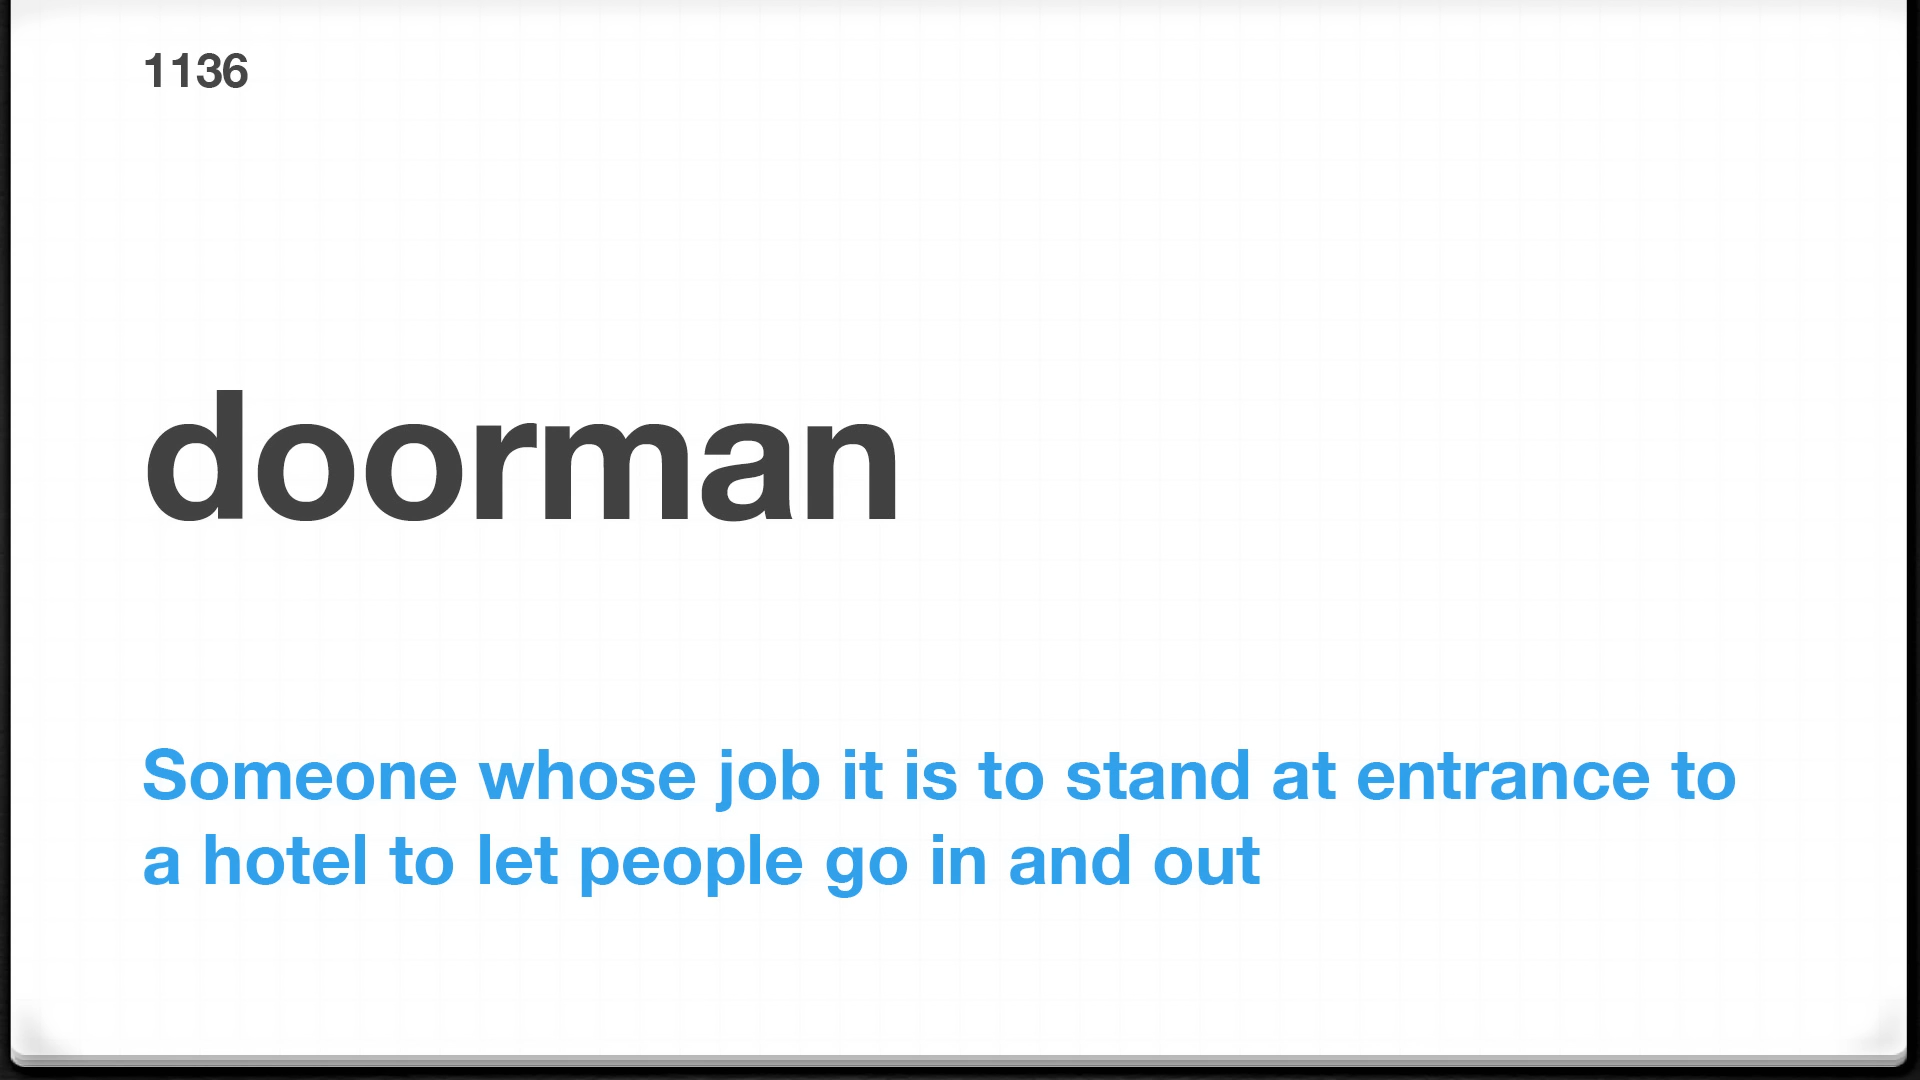 1136
doorman
Someone whose job it is to stand at entrance to
a hotel to let people go in and out